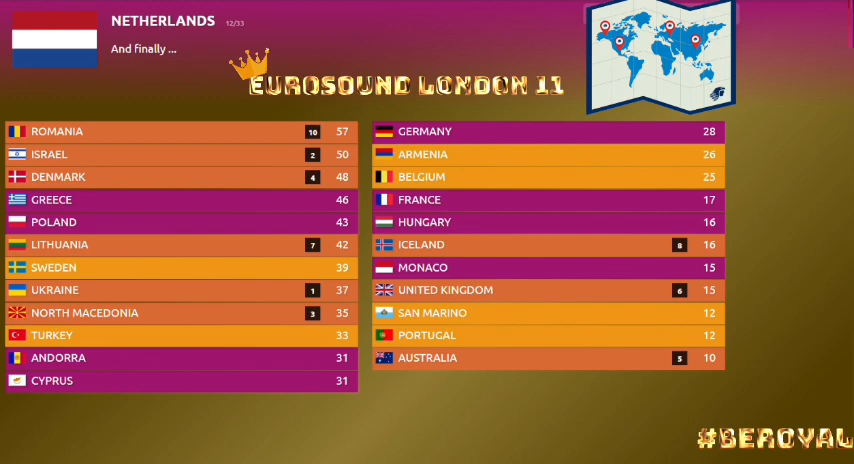 NETHERLANDS 12/33
And finally ...
EUROSOUND LONDON 11
ROMANIA 10 57
ISRAEL 2 50
DENMARK 4 48
GREECE 46
POLAND 43
LITHUANIA 7 42
SWEDEN 39
UKRAINE 1 37
NORTH MACEDONIA 3 35
TURKEY 33
ANDORRA 31
CYPRUS 31
GERMANY 28
ARMENIA 26
BELGIUM 25
FRANCE 17
HUNGARY 16
ICELAND 8 16
MONACO 15
UNITED KINGDOM 6 15
SAN MARINO 12
PORTUGAL 12
AUSTRALIA 5 10
#BEROYAL